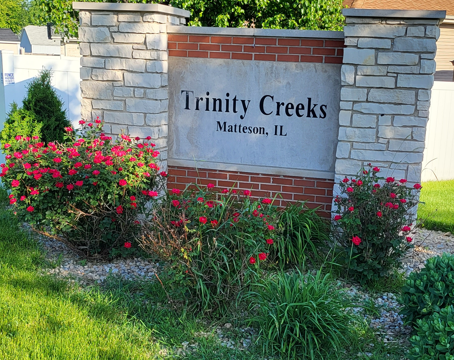 Trinity Creeks
Matteson, IL